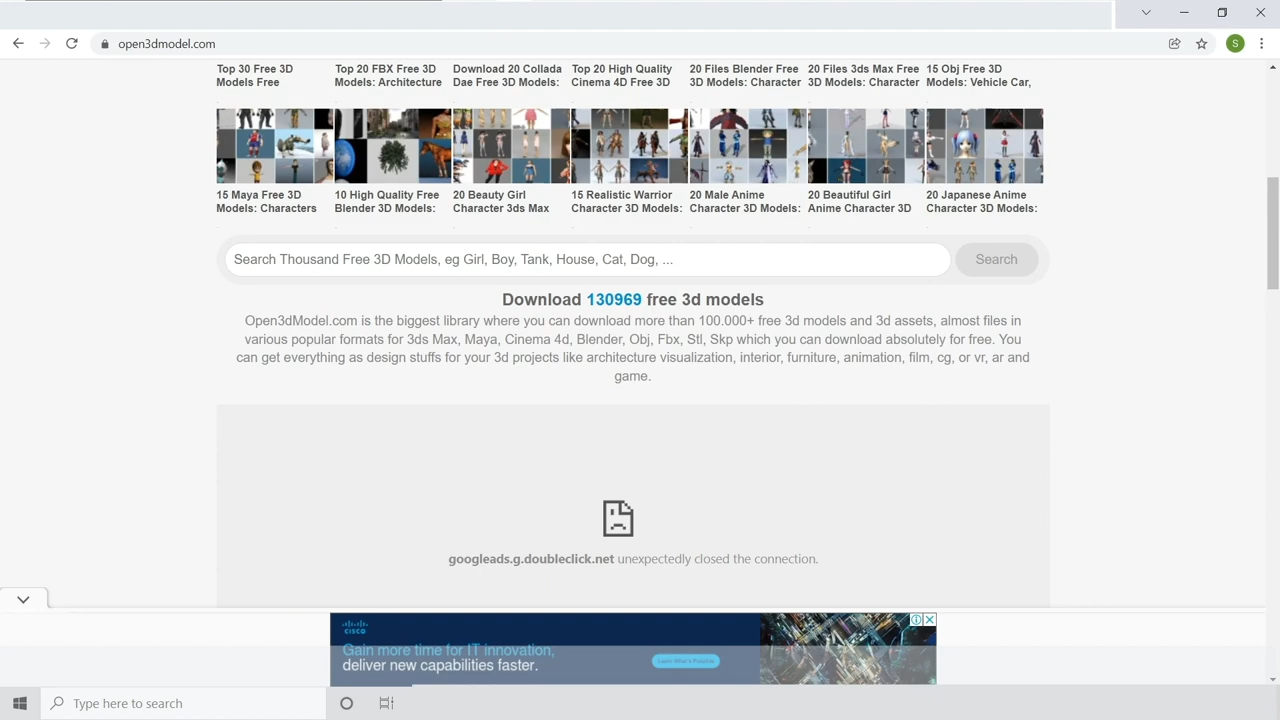 open3dmodel.com
S
Top 30 Free 3D
Models Free
Top 20 FBX Free 3D
Models: Architecture
Download 20 Collada
Dae Free 3D Models:
Top 20 High Quality
Cinema 4D Free 3D
20 Files Blender Free
3D Models: Character
20 Files 3ds Max Free
3D Models: Character
15 Obj Free 3D
Models: Vehicle Car,
15 Maya Free 3D
Models: Characters
10 High Quality Free
Blender 3D Models:
20 Beauty Girl
Character 3ds Max
15 Realistic Warrior
Character 3D Models:
20 Male Anime
Character 3D Models:
20 Beautiful Girl
Anime Character 3D
20 Japanese Anime
Character 3D Models:
Search Thousand Free 3D Models, eg Girl, Boy, Tank, House, Cat, Dog, ...
Search
Download 130969 free 3d models
Open3dModel.com is the biggest library where you can download more than 100.000+ free 3d models and 3d assets, almost files in
various popular formats for 3ds Max, Maya, Cinema 4d, Blender, Obj, Fbx, Stl, Skp which you can download absolutely for free. You
can get everything as design stuffs for your 3d projects like architecture visualization, interior, furniture, animation, film, cg, or vr, ar and
game.
googleads.g.doubleclick.net unexpectedly closed the connection.
cisco
Gain more time for IT innovation,
deliver new capabilities faster.
Learn What's Possible
Type here to search